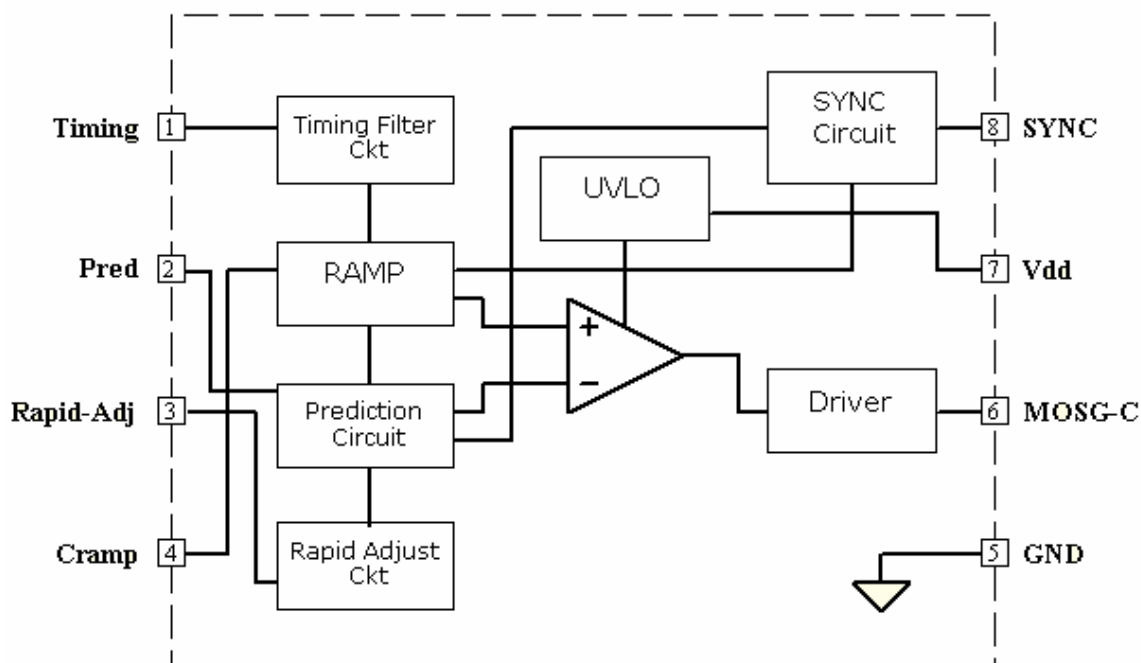 Timing
1
Timing Filter
Ckt
SYNC
Circuit
8
SYNC
UVLO
Pred
2
RAMP
7
Vdd
+
−
Rapid-Adj
3
Prediction
Circuit
Driver
6
MOSG-C
Cramp
4
Rapid Adjust
Ckt
5
GND